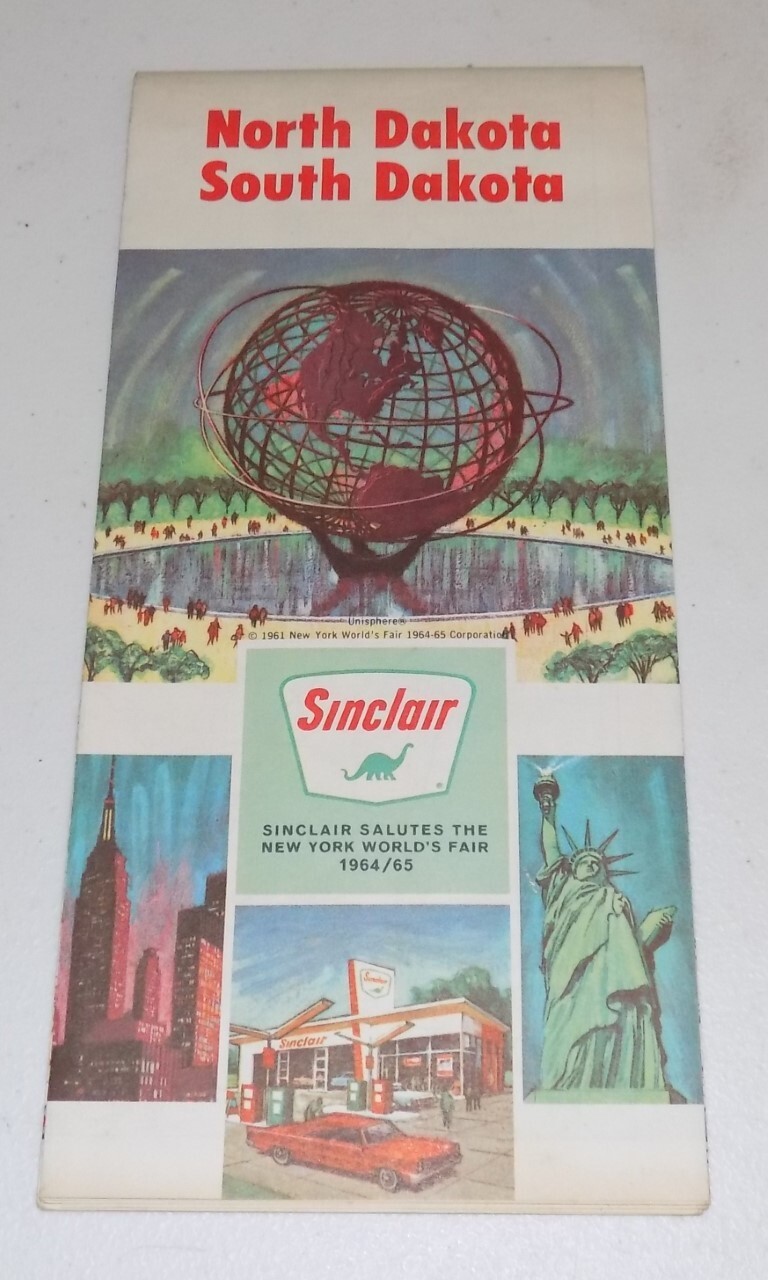 North Dakota
South Dakota
Unisphere®
© 1961 New York World's Fair 1964-65 Corporation
Sinclair
®
SINCLAIR SALUTES THE
NEW YORK WORLD'S FAIR
1964/65
Sinclair
Sinclair